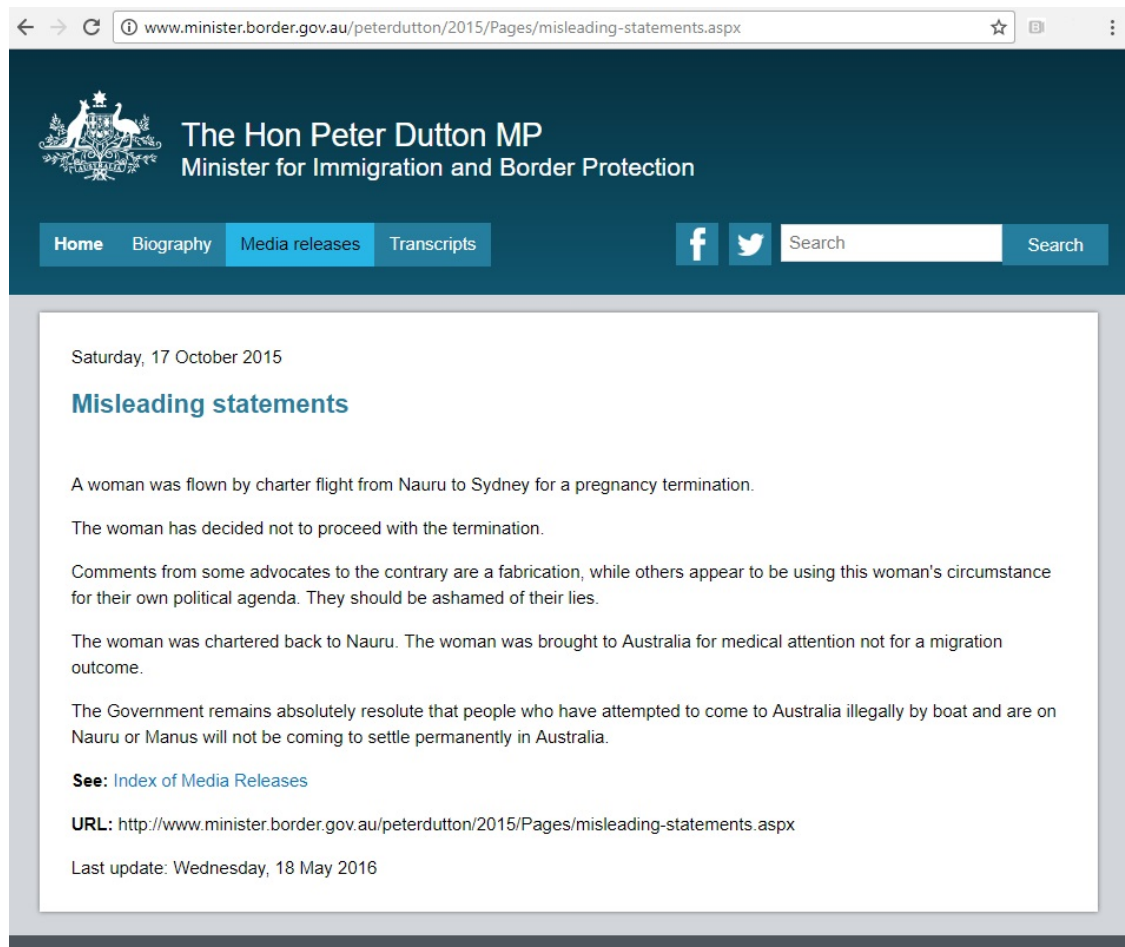 www.minister.border.gov.au/peterdutton/2015/Pages/misleading-statements.aspx
The Hon Peter Dutton MP
Minister for Immigration and Border Protection
Home Biography Media releases Transcripts Search Search
Saturday, 17 October 2015
Misleading statements
A woman was flown by charter flight from Nauru to Sydney for a pregnancy termination.
The woman has decided not to proceed with the termination.
Comments from some advocates to the contrary are a fabrication, while others appear to be using this woman's circumstance
for their own political agenda. They should be ashamed of their lies.
The woman was chartered back to Nauru. The woman was brought to Australia for medical attention not for a migration
outcome.
The Government remains absolutely resolute that people who have attempted to come to Australia illegally by boat and are on
Nauru or Manus will not be coming to settle permanently in Australia.
See: Index of Media Releases
URL: http://www.minister.border.gov.au/peterdutton/2015/Pages/misleading-statements.aspx
Last update: Wednesday, 18 May 2016